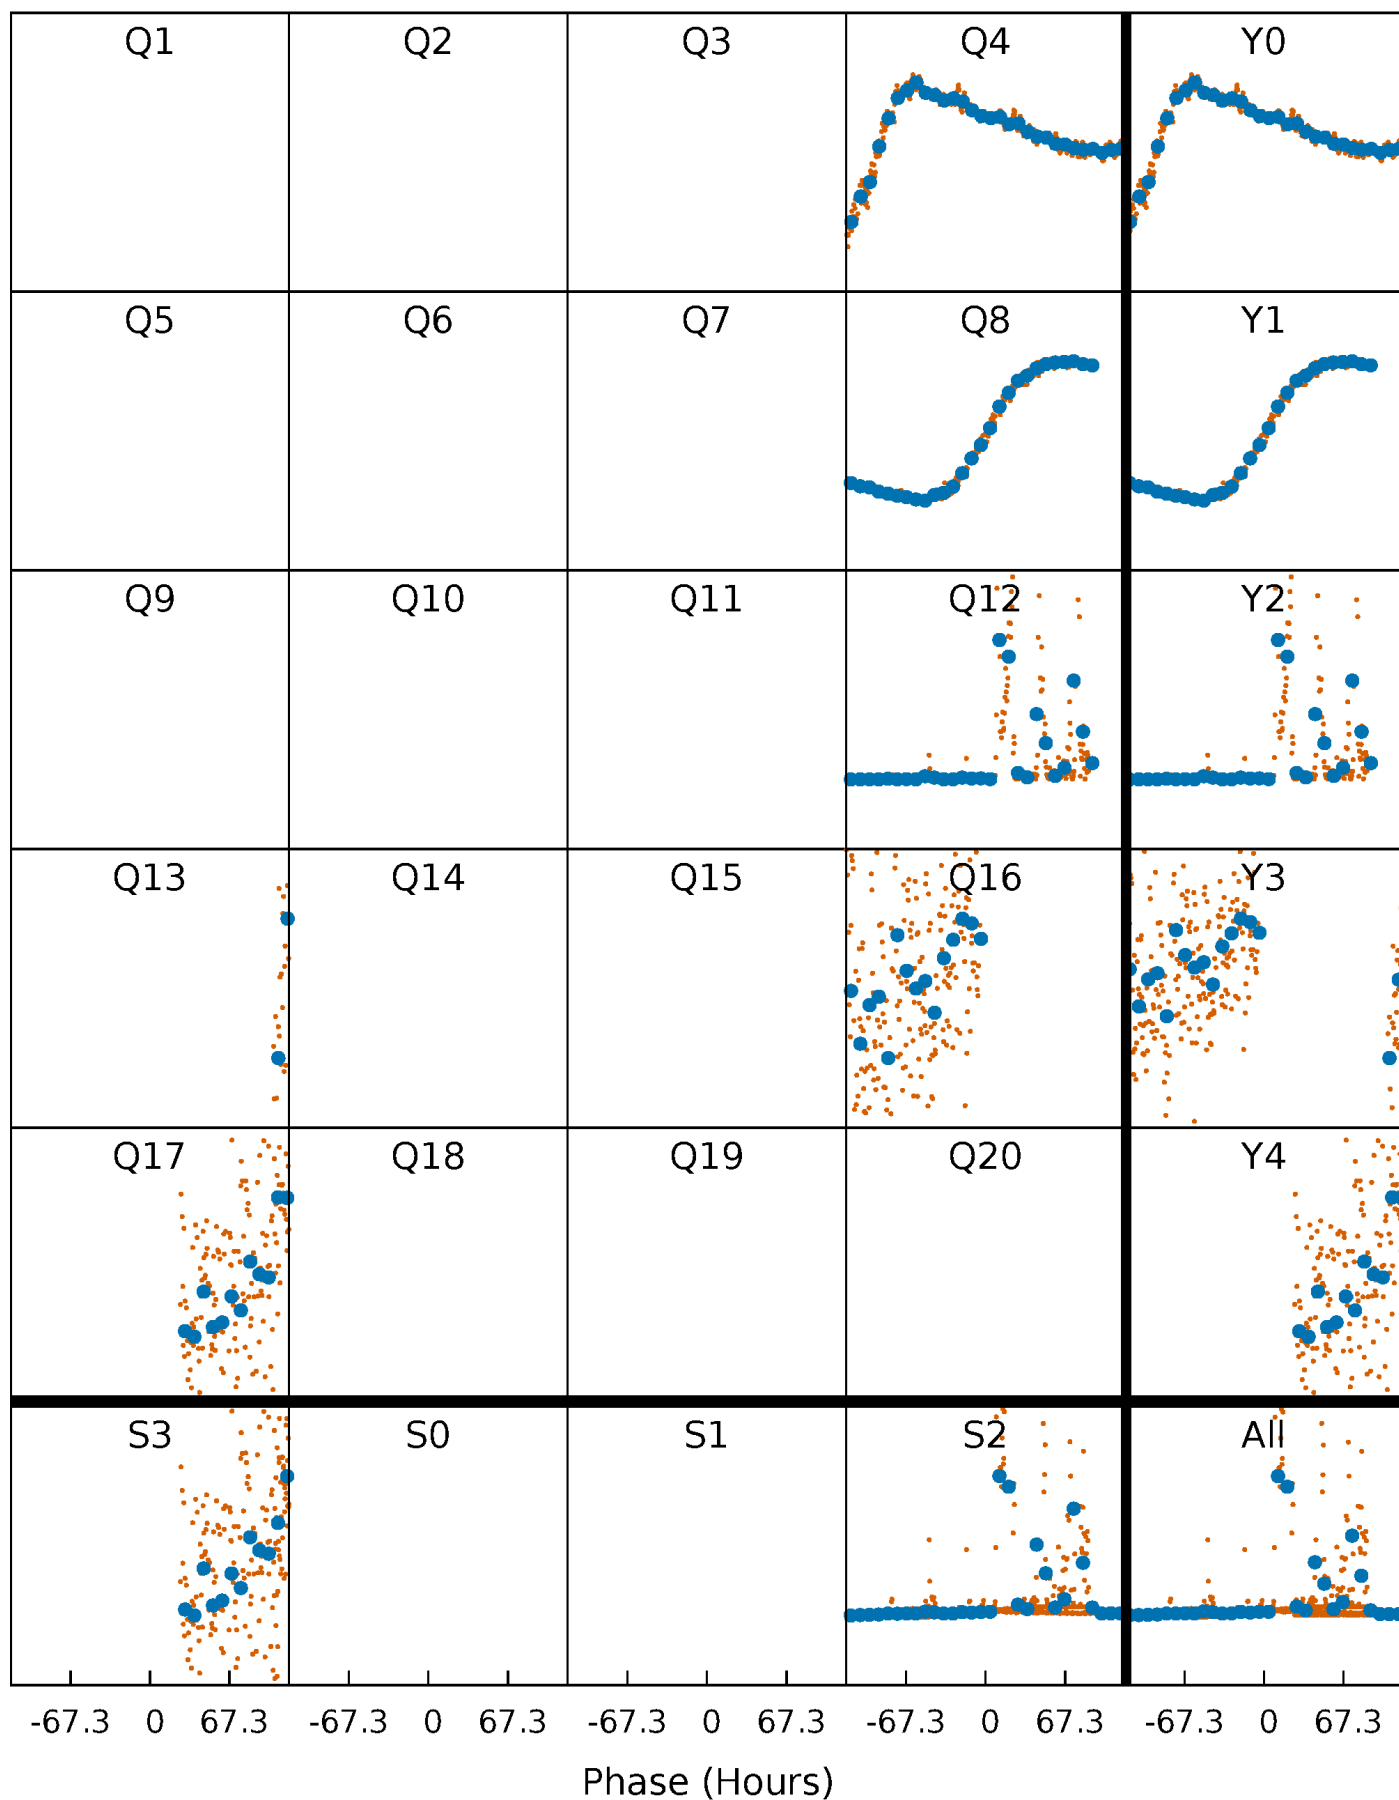 Q1 Q2 Q3 Q4 Y0
Q5 Q6 Q7 Q8 Y1
Q9 Q10 Q11 Q12 Y2
Q13 Q14 Q15 Q16 Y3
Q17 Q18 Q19 Q20 Y4
S3 S0 S1 S2 All
-67.3 0 67.3 -67.3 0 67.3 -67.3 0 67.3 -67.3 0 67.3 -67.3 0 67.3
Phase (Hours)